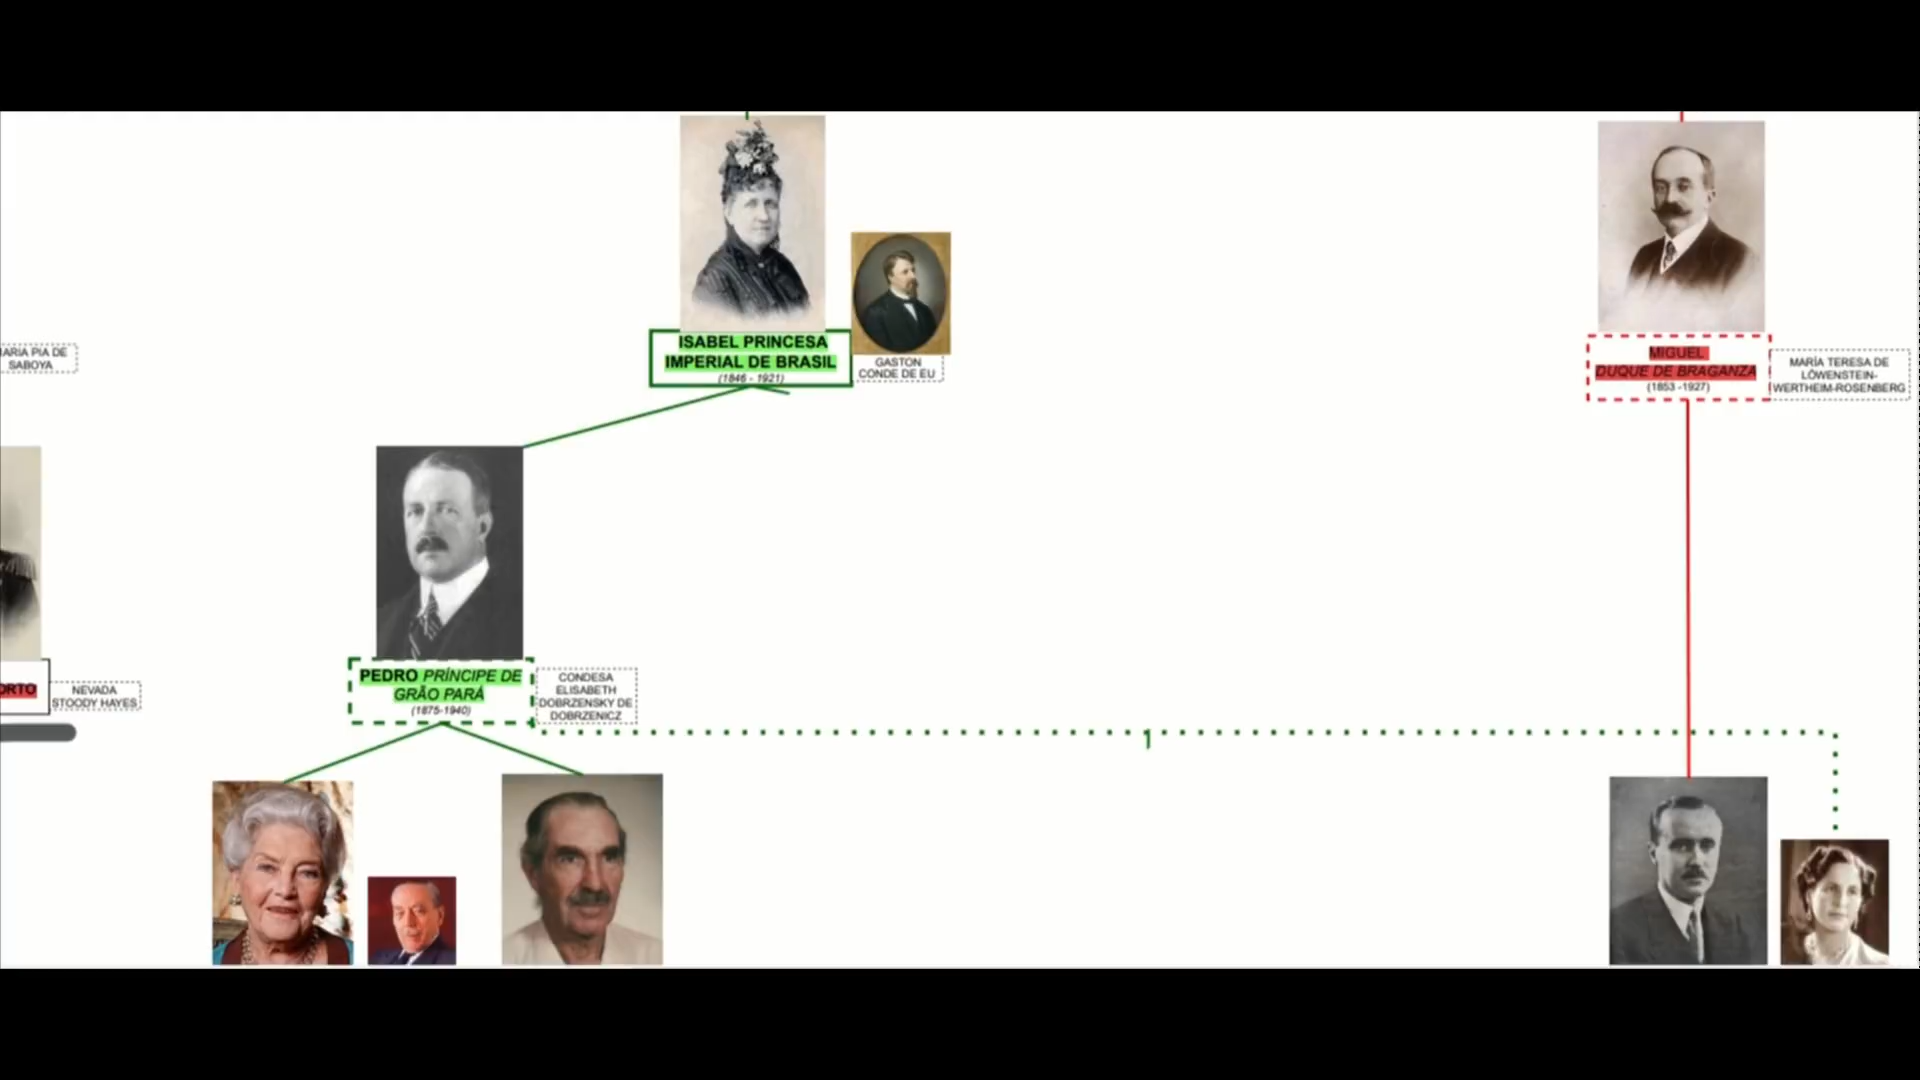 ISABEL PRINCESA
IMPERIAL DE BRASIL
(1846 - 1921)
GASTON
CONDE DE EU
ARIA PIA DE
SABOYA
MIGUEL
DUQUE DE BRAGANZA
(1853 -1927)
MARÍA TERESA DE
LÖWENSTEIN-
WERTHEIM-ROSENBERG
ORTO
NEVADA
STOODY HAYES
PEDRO PRÍNCIPE DE
GRÃO PARÁ
(1875-1940)
CONDESA
ELISABETH
DOBRZENSKY DE
DOBRZENICZ